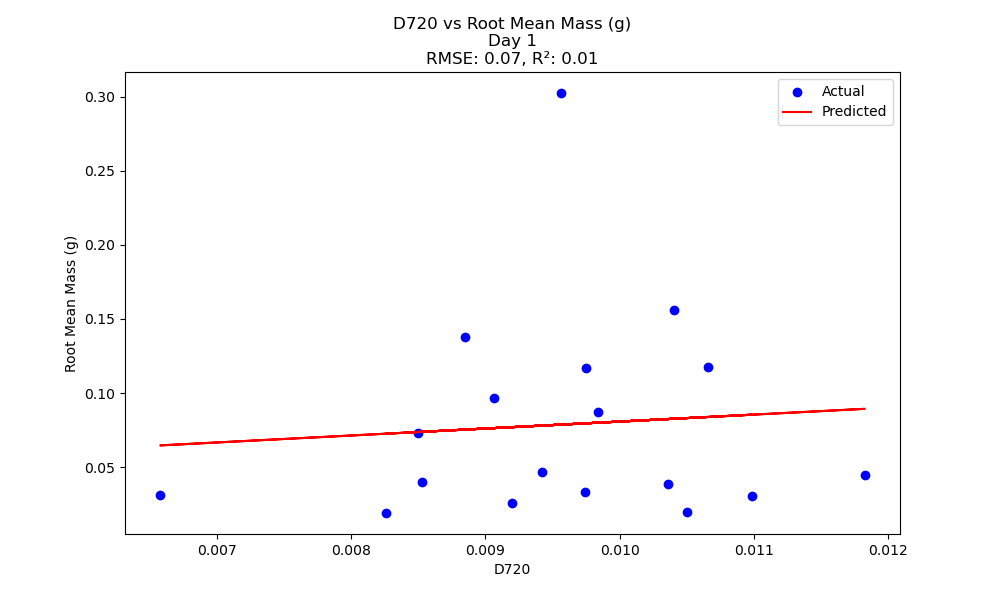 D720 vs Root Mean Mass (g)
Day 1
RMSE: 0.07, R²: 0.01
Actual
Predicted
Root Mean Mass (g)
0.30
0.25
0.20
0.15
0.10
0.05
0.007
0.008
0.009
0.010
0.011
0.012
D720